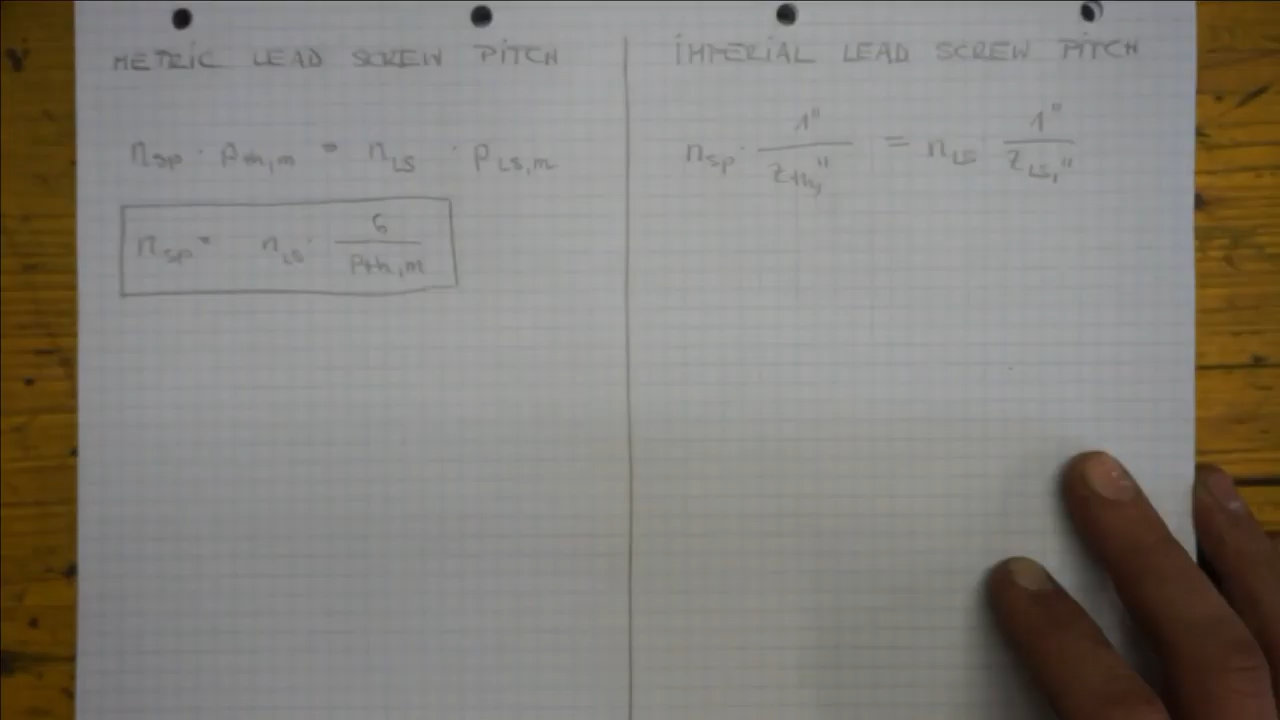 METRIC LEAD SCREW PITCH
n_sp · P_th,m = n_LS · P_LS,m
n_sp = n_LS · 6 / P_th,m
IMPERIAL LEAD SCREW PITCH
n_sp · 1" / z_th," = n_LS · 1" / z_LS,"